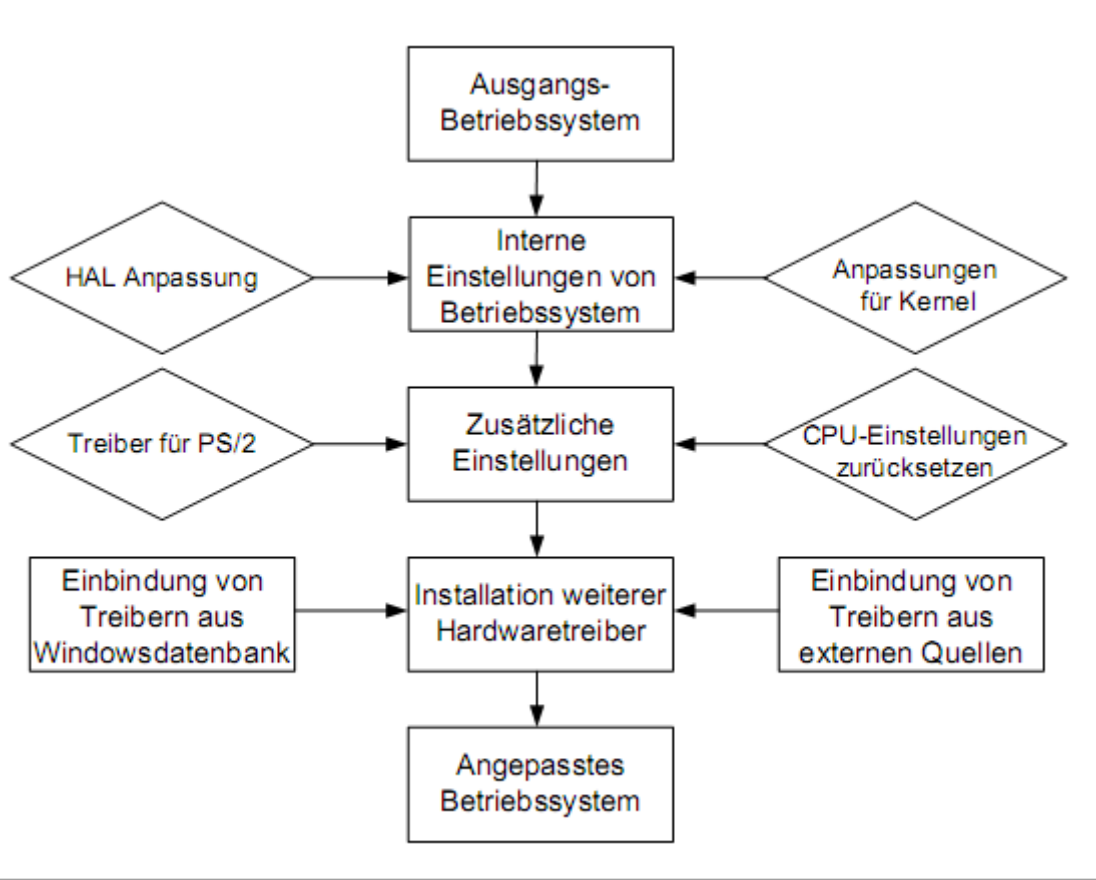 Ausgangs-
Betriebssystem
HAL Anpassung
Interne
Einstellungen von
Betriebssystem
Anpassungen
für Kernel
Treiber für PS/2
Zusätzliche
Einstellungen
CPU-Einstellungen
zurücksetzen
Einbindung von
Treibern aus
Windowsdatenbank
Installation weiterer
Hardwaretreiber
Einbindung von
Treibern aus
externen Quellen
Angepasstes
Betriebssystem